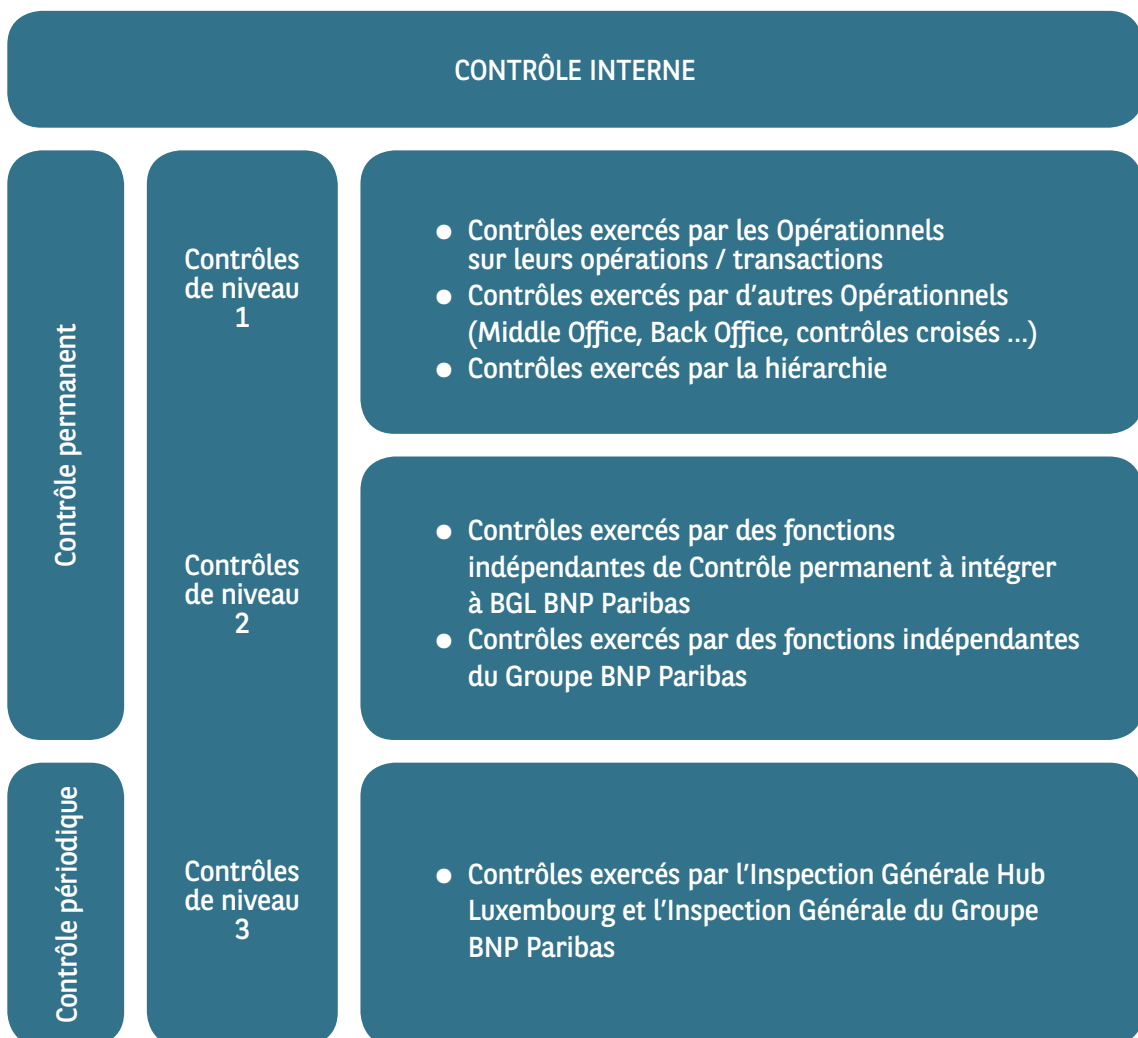 CONTRÔLE INTERNE
Contrôle permanent
Contrôles
de niveau
1
● Contrôles exercés par les Opérationnels
sur leurs opérations / transactions
● Contrôles exercés par d'autres Opérationnels
(Middle Office, Back Office, contrôles croisés ...)
● Contrôles exercés par la hiérarchie
Contrôles
de niveau
2
● Contrôles exercés par des fonctions
indépendantes de Contrôle permanent à intégrer
à BGL BNP Paribas
● Contrôles exercés par des fonctions indépendantes
du Groupe BNP Paribas
Contrôle périodique
Contrôles
de niveau
3
● Contrôles exercés par l'Inspection Générale Hub
Luxembourg et l'Inspection Générale du Groupe
BNP Paribas